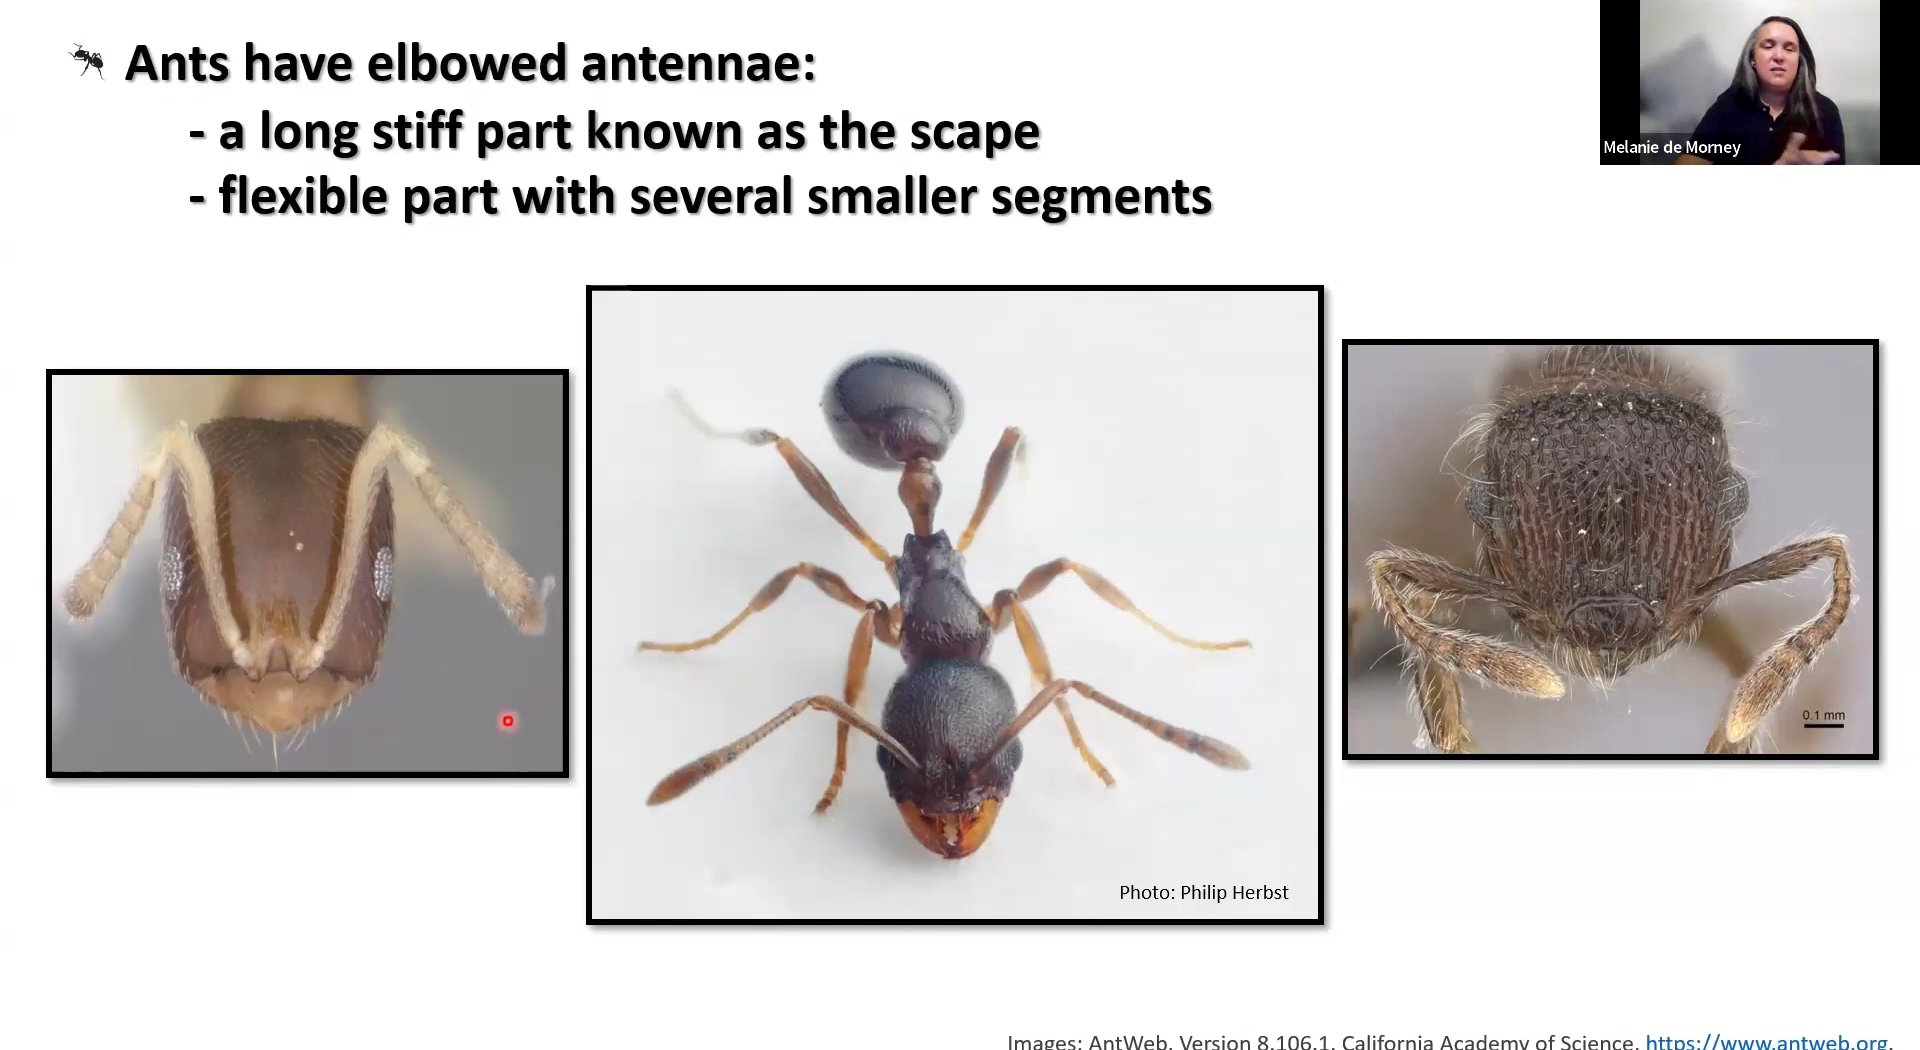 Ants have elbowed antennae:
- a long stiff part known as the scape
- flexible part with several smaller segments
Melanie de Morney
0.1 mm
Photo: Philip Herbst
Images: AntWeb. Version 8.106.1. California Academy of Science. https://www.antweb.org.